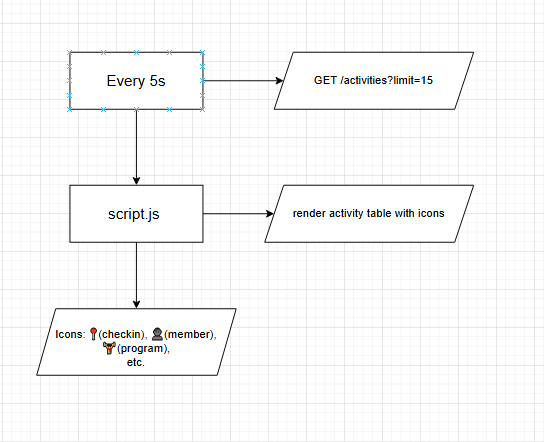 Every 5s
GET /activities?limit=15
script.js
render activity table with icons
Icons: 📍(checkin), 👤(member),
🏋️(program),
etc.